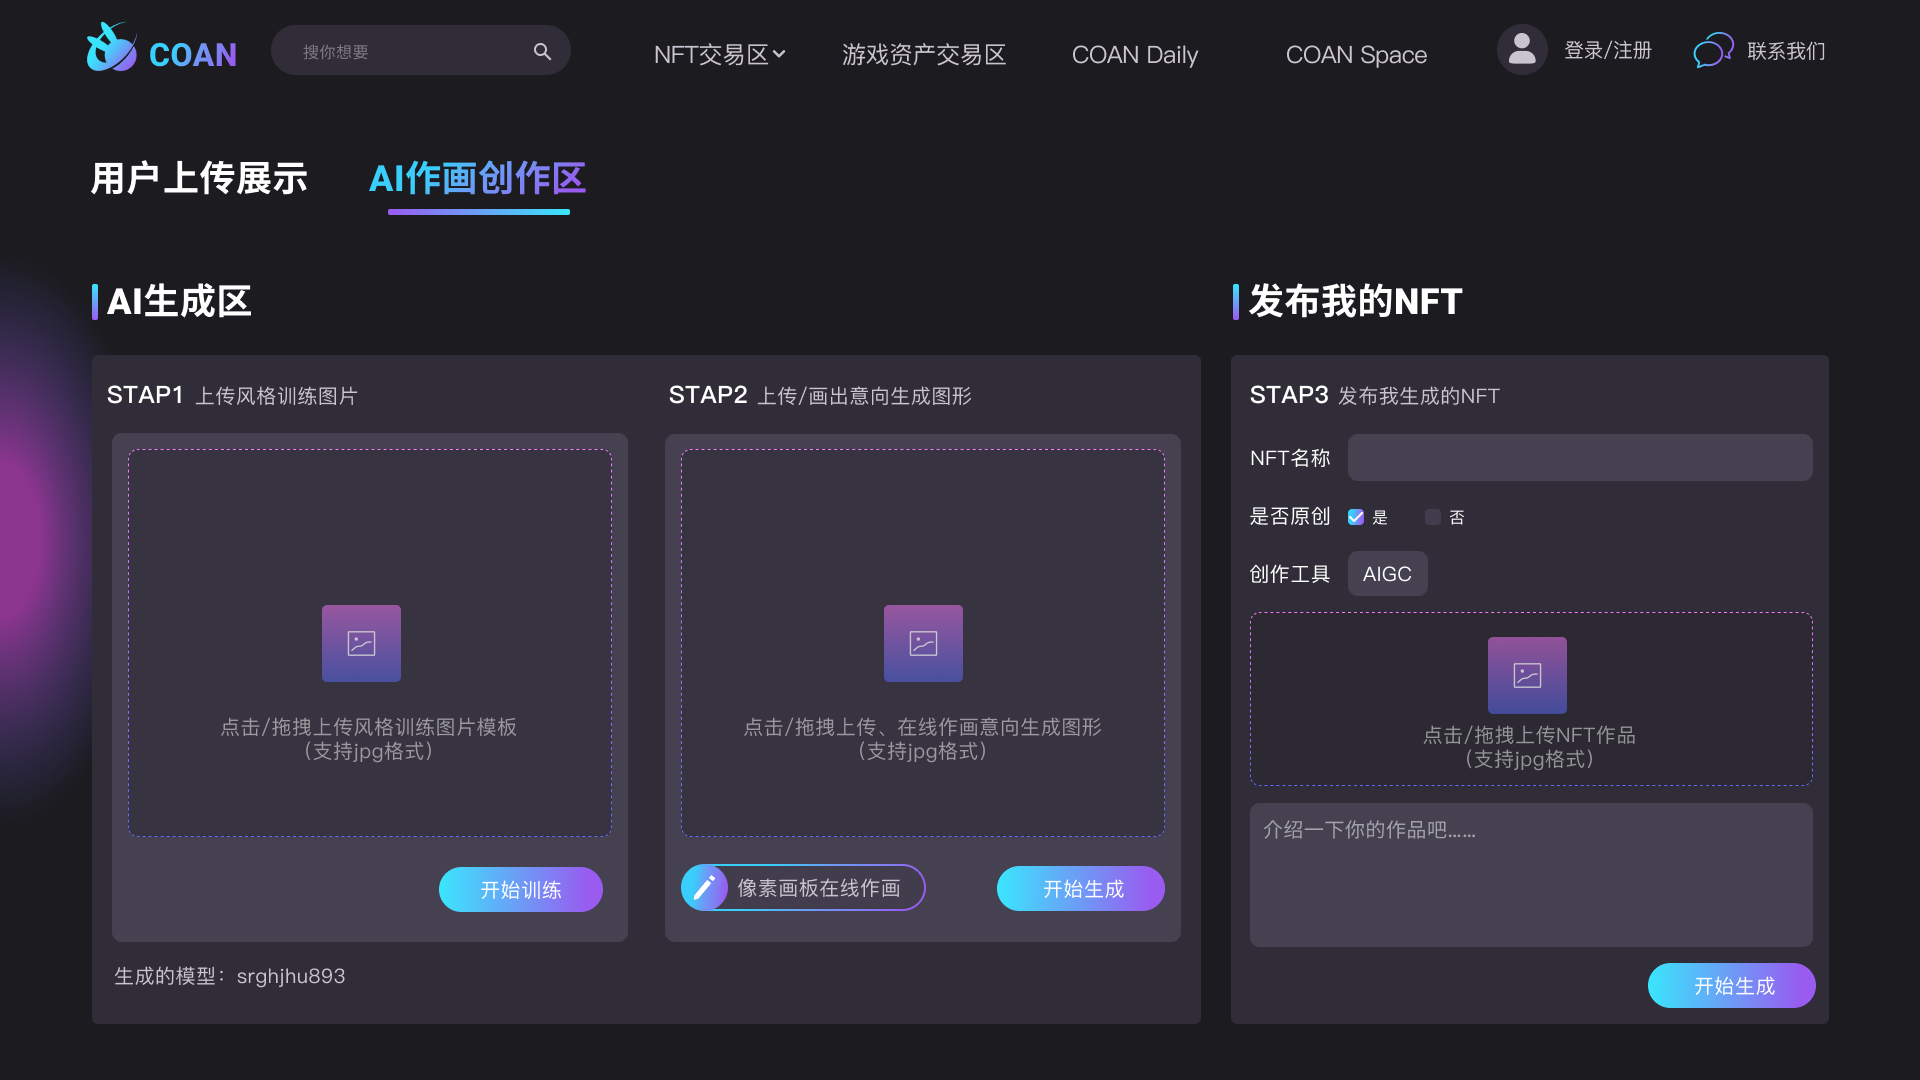 COAN
搜你想要
NFT交易区
游戏资产交易区
COAN Daily
COAN Space
登录/注册
联系我们
用户上传展示
AI作画创作区
AI生成区
发布我的NFT
STAP1 上传风格训练图片
STAP2 上传/画出意向生成图形
STAP3 发布我生成的NFT
点击/拖拽上传风格训练图片模板
（支持jpg格式）
开始训练
点击/拖拽上传、在线作画意向生成图形
（支持jpg格式）
像素画板在线作画
开始生成
生成的模型：srghjhu893
NFT名称
是否原创 是 否
创作工具 AIGC
点击/拖拽上传NFT作品
（支持jpg格式）
介绍一下你的作品吧……
开始生成